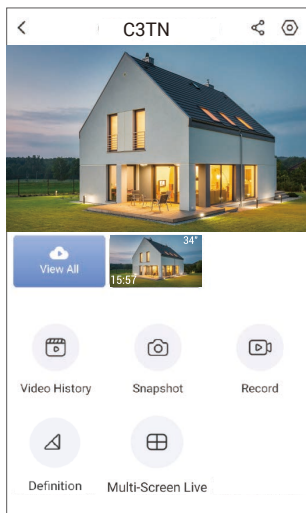 C3TN
34"
View All
15:57
Video History
Snapshot
Record
Definition
Multi-Screen Live